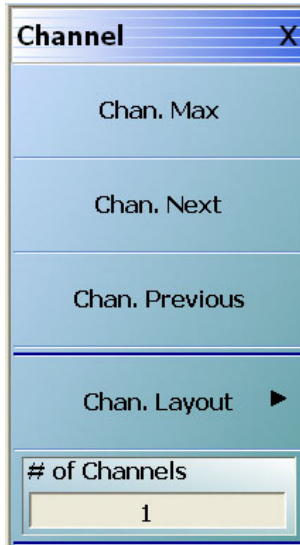 Channel X
Chan. Max
Chan. Next
Chan. Previous
Chan. Layout ►
# of Channels
1